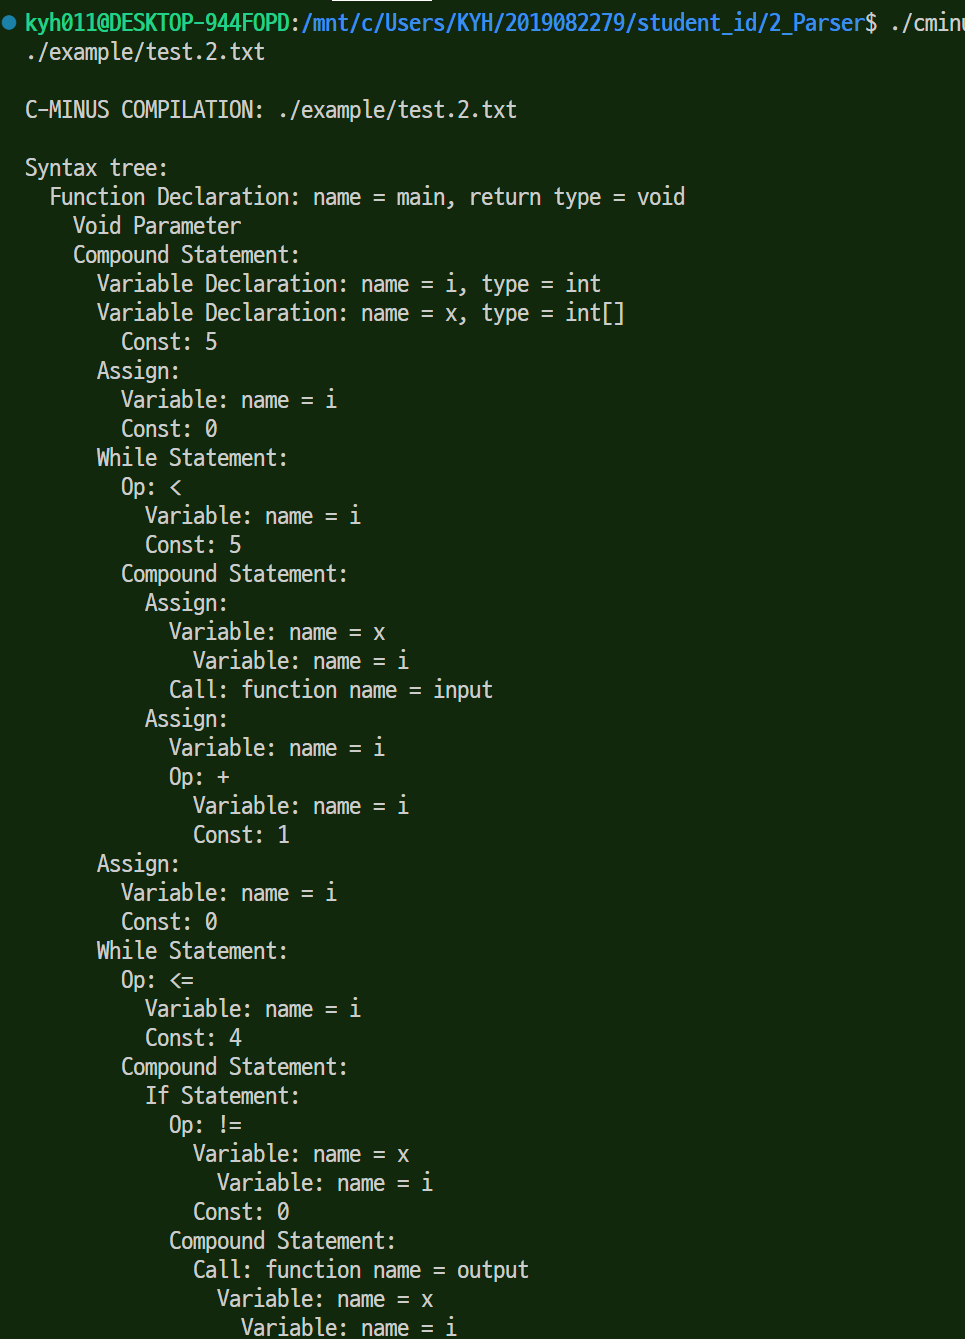 kyh011@DESKTOP-944FOPD:/mnt/c/Users/KYH/2019082279/student_id/2_Parser$ ./cminu
./example/test.2.txt
C-MINUS COMPILATION: ./example/test.2.txt
Syntax tree:
  Function Declaration: name = main, return type = void
    Void Parameter
    Compound Statement:
      Variable Declaration: name = i, type = int
      Variable Declaration: name = x, type = int[]
        Const: 5
      Assign:
        Variable: name = i
        Const: 0
      While Statement:
        Op: <
          Variable: name = i
          Const: 5
        Compound Statement:
          Assign:
            Variable: name = x
              Variable: name = i
            Call: function name = input
          Assign:
            Variable: name = i
            Op: +
              Variable: name = i
              Const: 1
      Assign:
        Variable: name = i
        Const: 0
      While Statement:
        Op: <=
          Variable: name = i
          Const: 4
        Compound Statement:
          If Statement:
            Op: !=
              Variable: name = x
                Variable: name = i
              Const: 0
            Compound Statement:
              Call: function name = output
                Variable: name = x
                  Variable: name = i